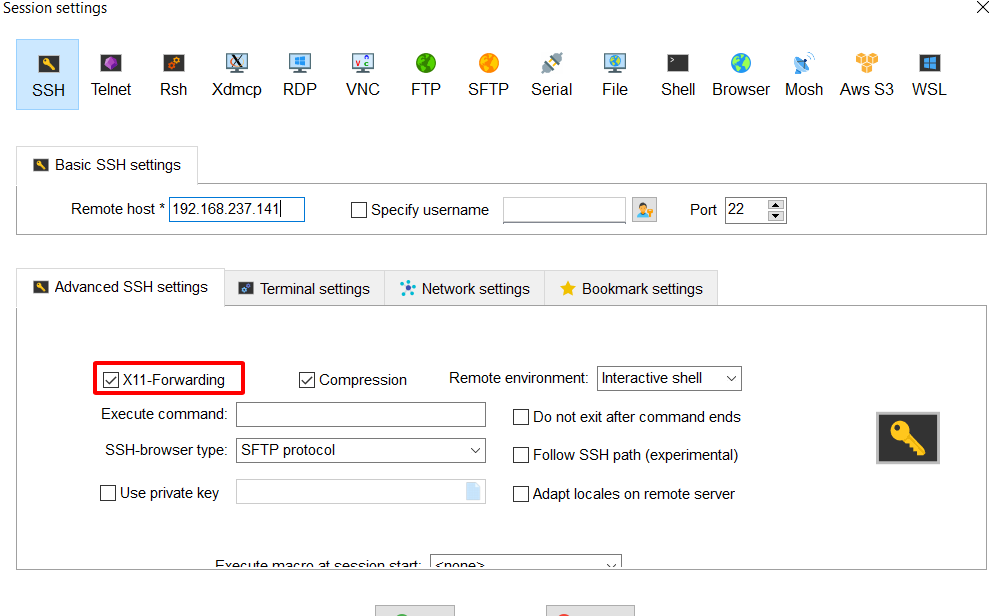 Session settings
SSH Telnet Rsh Xdmcp RDP VNC FTP SFTP Serial File Shell Browser Mosh Aws S3 WSL
Basic SSH settings
Remote host * 192.168.237.141 Specify username Port 22
Advanced SSH settings Terminal settings Network settings Bookmark settings
X11-Forwarding Compression Remote environment: Interactive shell
Execute command: Do not exit after command ends
SSH-browser type: SFTP protocol Follow SSH path (experimental)
Use private key Adapt locales on remote server
Execute macro at session start: <none>